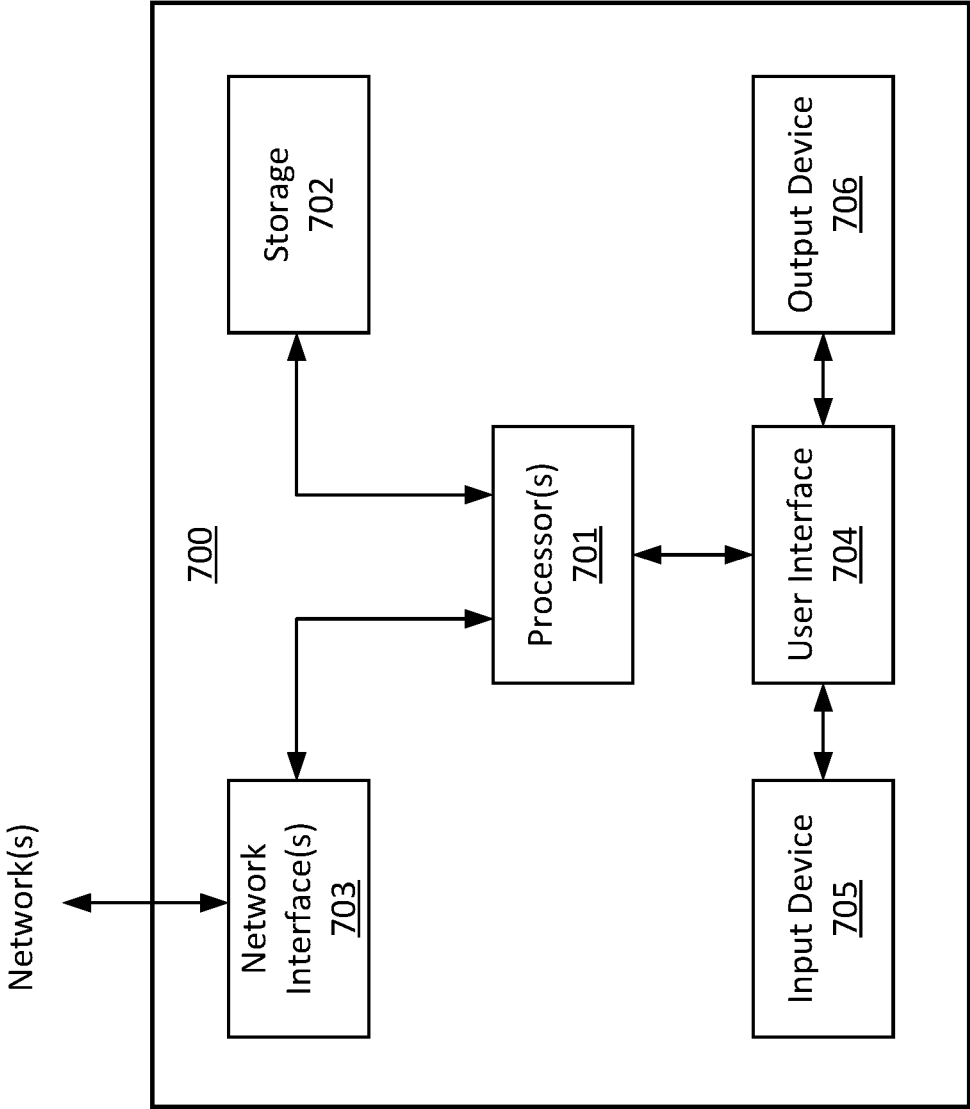 Network(s)
700
Network
Interface(s)
703
Storage
702
Processor(s)
701
Input Device
705
User Interface
704
Output Device
706